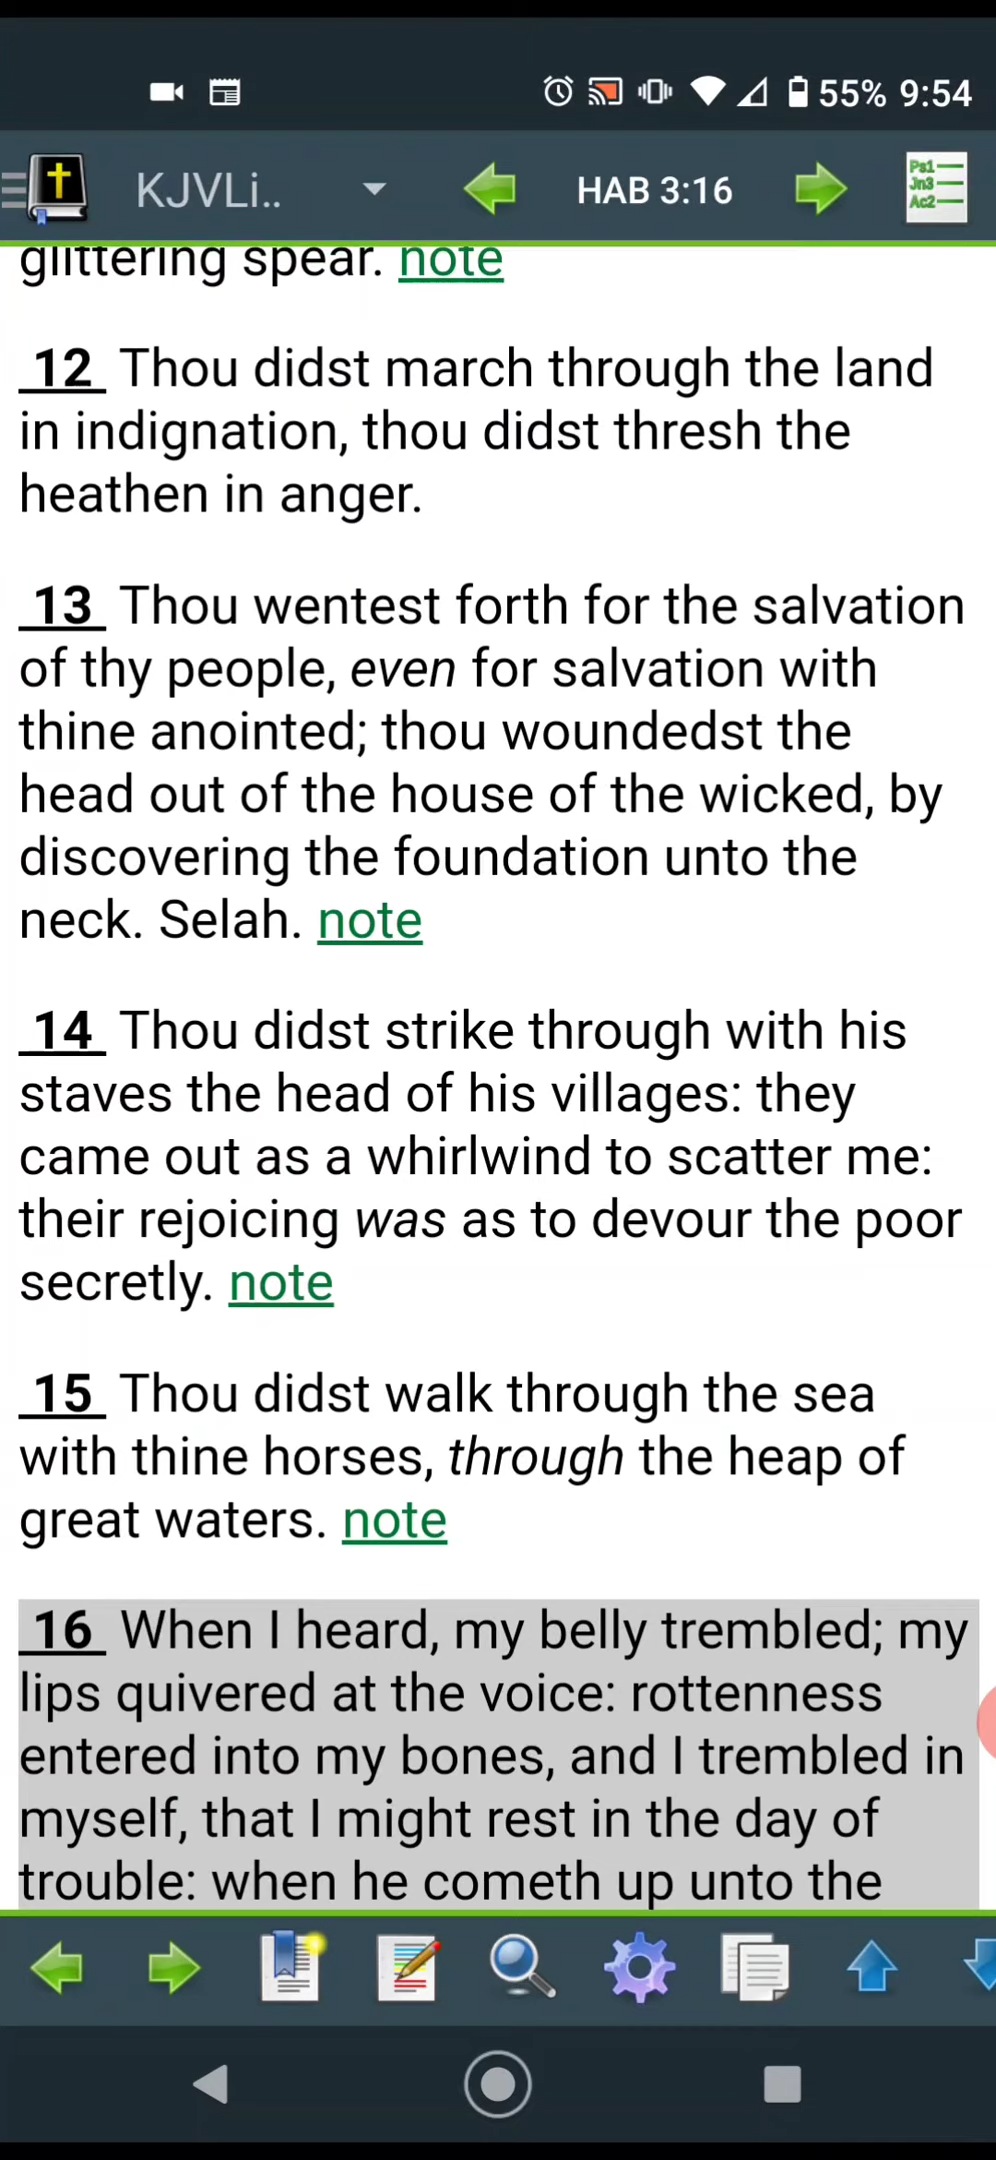 55% 9:54
KJVLi..
HAB 3:16
Ps1
Jn3
Ac2
glittering spear. note
12 Thou didst march through the land
in indignation, thou didst thresh the
heathen in anger.
13 Thou wentest forth for the salvation
of thy people, even for salvation with
thine anointed; thou woundedst the
head out of the house of the wicked, by
discovering the foundation unto the
neck. Selah. note
14 Thou didst strike through with his
staves the head of his villages: they
came out as a whirlwind to scatter me:
their rejoicing was as to devour the poor
secretly. note
15 Thou didst walk through the sea
with thine horses, through the heap of
great waters. note
16 When I heard, my belly trembled; my
lips quivered at the voice: rottenness
entered into my bones, and I trembled in
myself, that I might rest in the day of
trouble: when he cometh up unto the